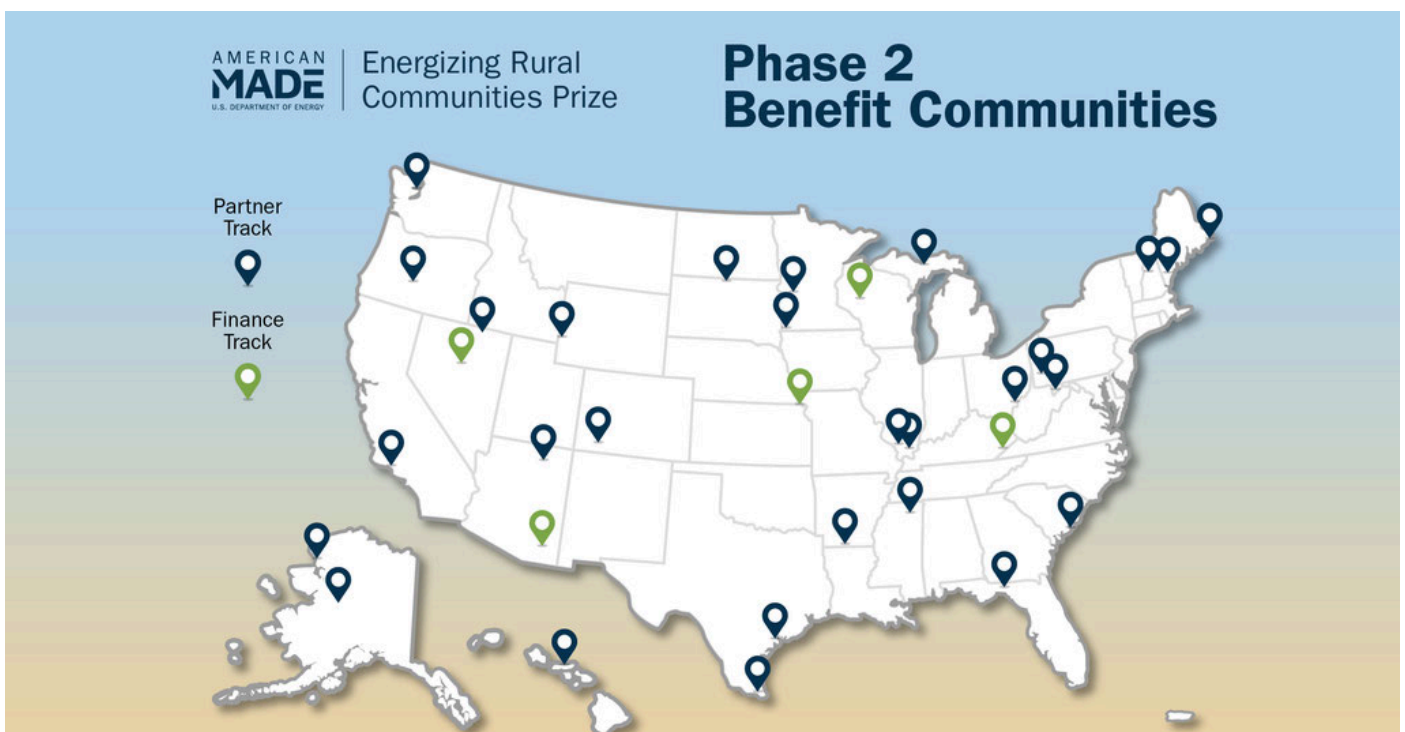 AMERICAN
MADE
U.S. DEPARTMENT OF ENERGY
Energizing Rural
Communities Prize
Phase 2
Benefit Communities
Partner
Track
Finance
Track